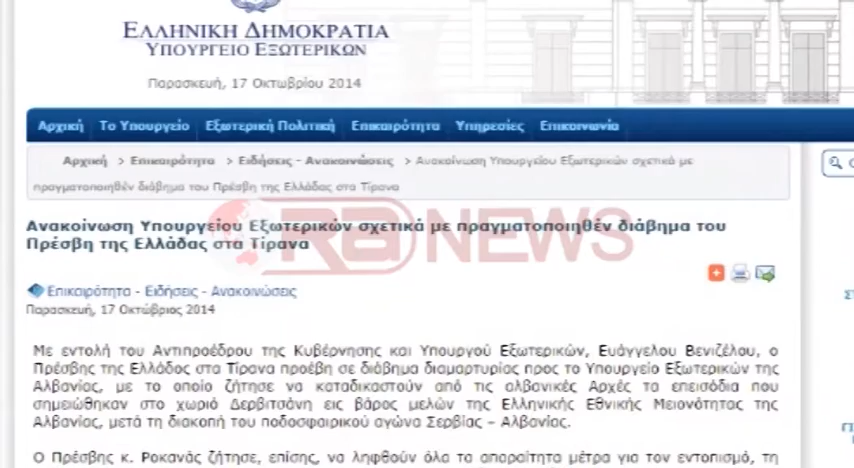 ΕΛΛΗΝΙΚΗ ΔΗΜΟΚΡΑΤΙΑ
ΥΠΟΥΡΓΕΙΟ ΕΞΩΤΕΡΙΚΩΝ
Παρασκευή, 17 Οκτωβρίου 2014
Αρχική Το Υπουργείο Εξωτερική Πολιτική Επικαιρότητα Υπηρεσίες Επικοινωνία
Αρχική > Επικαιρότητα > Ειδήσεις - Ανακοινώσεις > Ανακοίνωση Υπουργείου Εξωτερικών σχετικά με
πραγματοποιηθέν διάβημα του Πρέσβη της Ελλάδας στα Τίρανα
Ανακοίνωση Υπουργείου Εξωτερικών σχετικά με πραγματοποιηθέν διάβημα του
Πρέσβη της Ελλάδας στα Τίρανα
Ra NEWS
Επικαιρότητα - Ειδήσεις - Ανακοινώσεις
Παρασκευή, 17 Οκτώβριος 2014
Με εντολή του Αντιπροέδρου της Κυβέρνησης και Υπουργού Εξωτερικών, Ευάγγελου Βενιζέλου, ο
Πρέσβης της Ελλάδος στα Τίρανα προέβη σε διάβημα διαμαρτυρίας προς το Υπουργείο Εξωτερικών της
Αλβανίας, με το οποίο ζήτησε να καταδικαστούν από τις αλβανικές Αρχές τα επεισόδια που
σημειώθηκαν στο χωριό Δερβιτσάνη εις βάρος μελών της Ελληνικής Εθνικής Μειονότητας της
Αλβανίας, μετά τη διακοπή του ποδοσφαιρικού αγώνα Σερβίας – Αλβανίας.
Ο Πρέσβης κ. Ροκανάς ζήτησε, επίσης, να ληφθούν όλα τα απαραίτητα μέτρα για τον εντοπισμό, τη